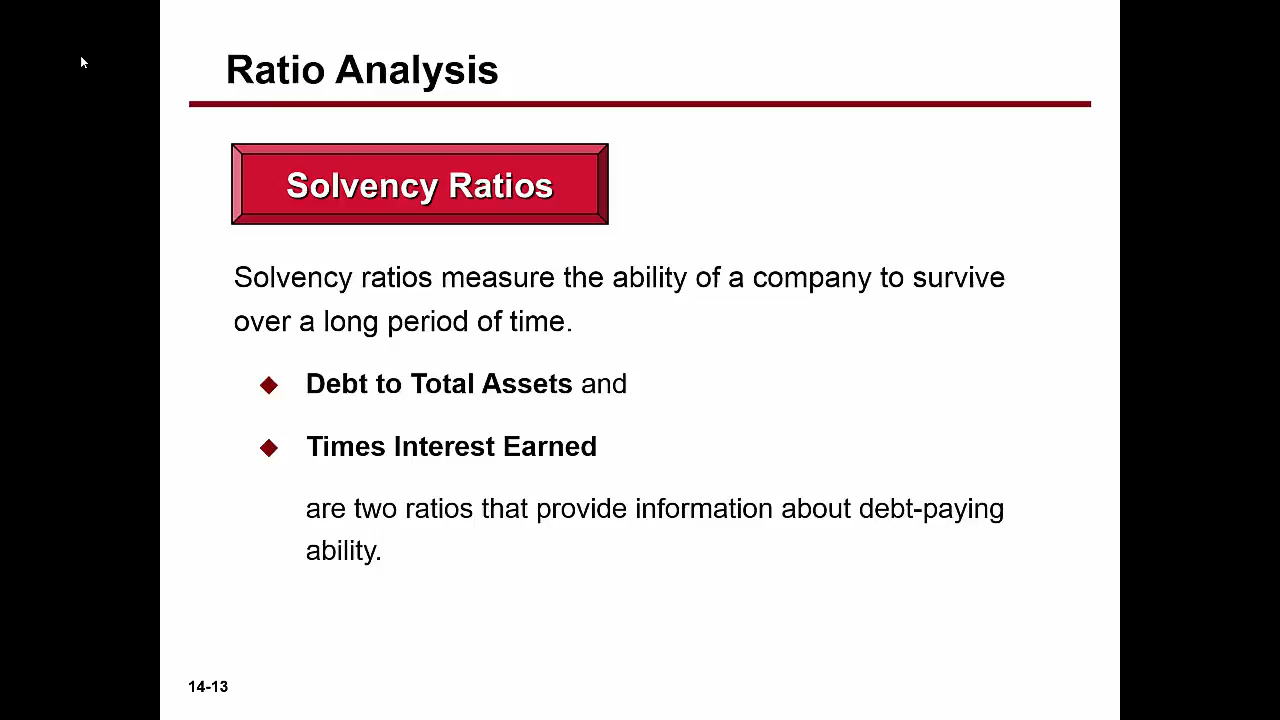 Ratio Analysis
Solvency Ratios
Solvency ratios measure the ability of a company to survive
over a long period of time.
Debt to Total Assets and
Times Interest Earned
are two ratios that provide information about debt-paying
ability.
14-13